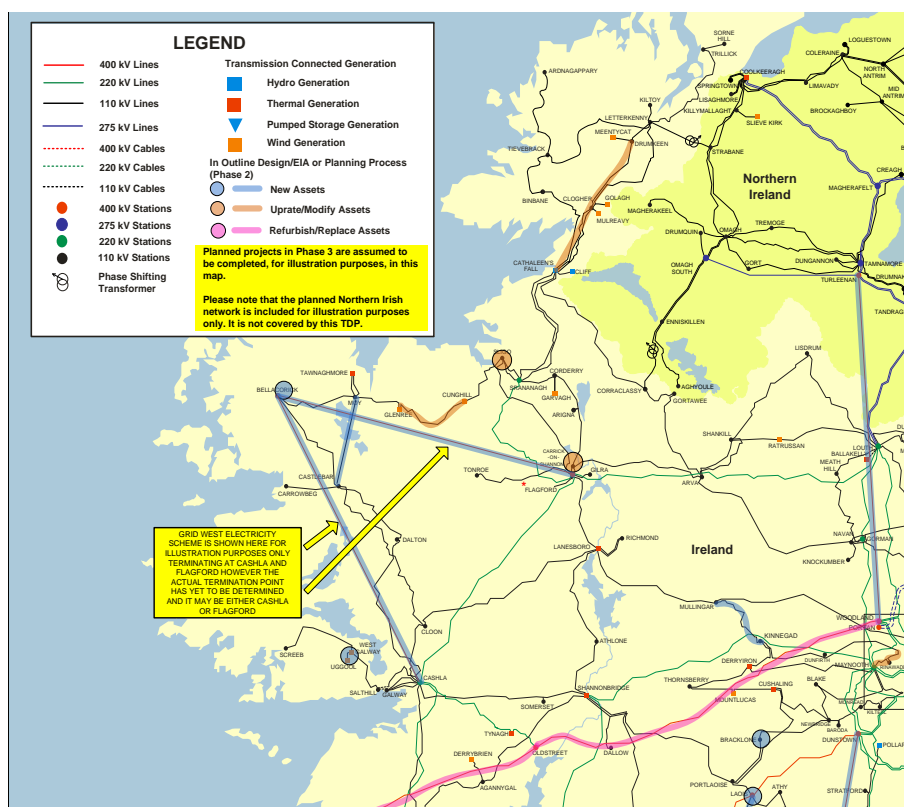 LEGEND
400 kV Lines
220 kV Lines
110 kV Lines
275 kV Lines
400 kV Cables
220 kV Cables
110 kV Cables
400 kV Stations
275 kV Stations
220 kV Stations
110 kV Stations
Phase Shifting
Transformer
Transmission Connected Generation
Hydro Generation
Thermal Generation
Pumped Storage Generation
Wind Generation
In Outline Design/EIA or Planning Process
(Phase 2)
New Assets
Uprate/Modify Assets
Refurbish/Replace Assets
Planned projects in Phase 3 are assumed
to be completed, for illustration purposes, in this
map.
Please note that the planned Northern Irish
network is included for illustration purposes
only. It is not covered by this TDP.
SORNE
HILL
TRILLICK
LOGUESTOWN
COLERAINE
ARDNAGAPPARY
COOLKEERAGH
NORTH
ANTRIM
SPRINGTOWN
LIMAVADY
LISAGHMORE
MID
ANTRIM
KILTOY
KILLYMALLAGHT
BROCKAGHBOY
LETTERKENNY
SLIEVE KIRK
MEENTYCAT
DRUMKEEN
TIEVEBRACK
STRABANE
CREAGH
Northern
Ireland
MAGHERAFELT
BINBANE
CLOGHER
GOLAGH
MAGHERAKEEL
MULREAVY
TREMOGE
DRUMQUIN
OMAGH
CATHALEEN'S
FALL
CLIFF
OMAGH
SOUTH
GORT
DUNGANNON
TAMNAMORE
TURLEENAN
DRUMNAK
TANDRAG
ENNISKILLEN
LISDRUM
TAWNAGHMORE
CORDERRY
BELLACORICK
MOY
CUNGHILL
SRANANAGH
GARVAGH
CORRACLASSY
AGHYOULE
GORTAWEE
GLENREE
ARIGNA
SHANKILL
RATRUSSAN
CARRICK
-ON-
SHANNON
MEATH
HILL
TONROE
GILRA
ARVA
CASTLEBAR
CARROWBEG
FLAGFORD
GRID WEST ELECTRICITY
SCHEME IS SHOWN HERE FOR
ILLUSTRATION PURPOSES ONLY
TERMINATING AT CASHLA AND
FLAGFORD HOWEVER THE
ACTUAL TERMINATION POINT
HAS YET TO BE DETERMINED
AND IT MAY BE EITHER CASHLA
OR FLAGFORD
DALTON
RICHMOND
LANESBORO
Ireland
NAVAN
GORMAN
KNOCKUMBER
MULLINGAR
WOODLAND
CLOON
ATHLONE
KINNEGAD
SCREEB
WEST
GALWAY
UGGOOL
DUNFIRTH
MAYNOOTH
DERRYIRON
CASHLA
THORNSBERRY
CUSHALING
BLAKE
SALTHILL
GALWAY
SHANNONBRIDGE
MOUNTLUCAS
SOMERSET
NEWBRIDGE
BARODA
TYNAGH
BRACKLONE
DUNSTOWN
OLDSTREET
DALLOW
POLLAP
DERRYBRIEN
AGANNYGAL
PORTLAOISE
ATHY
STRATFORD